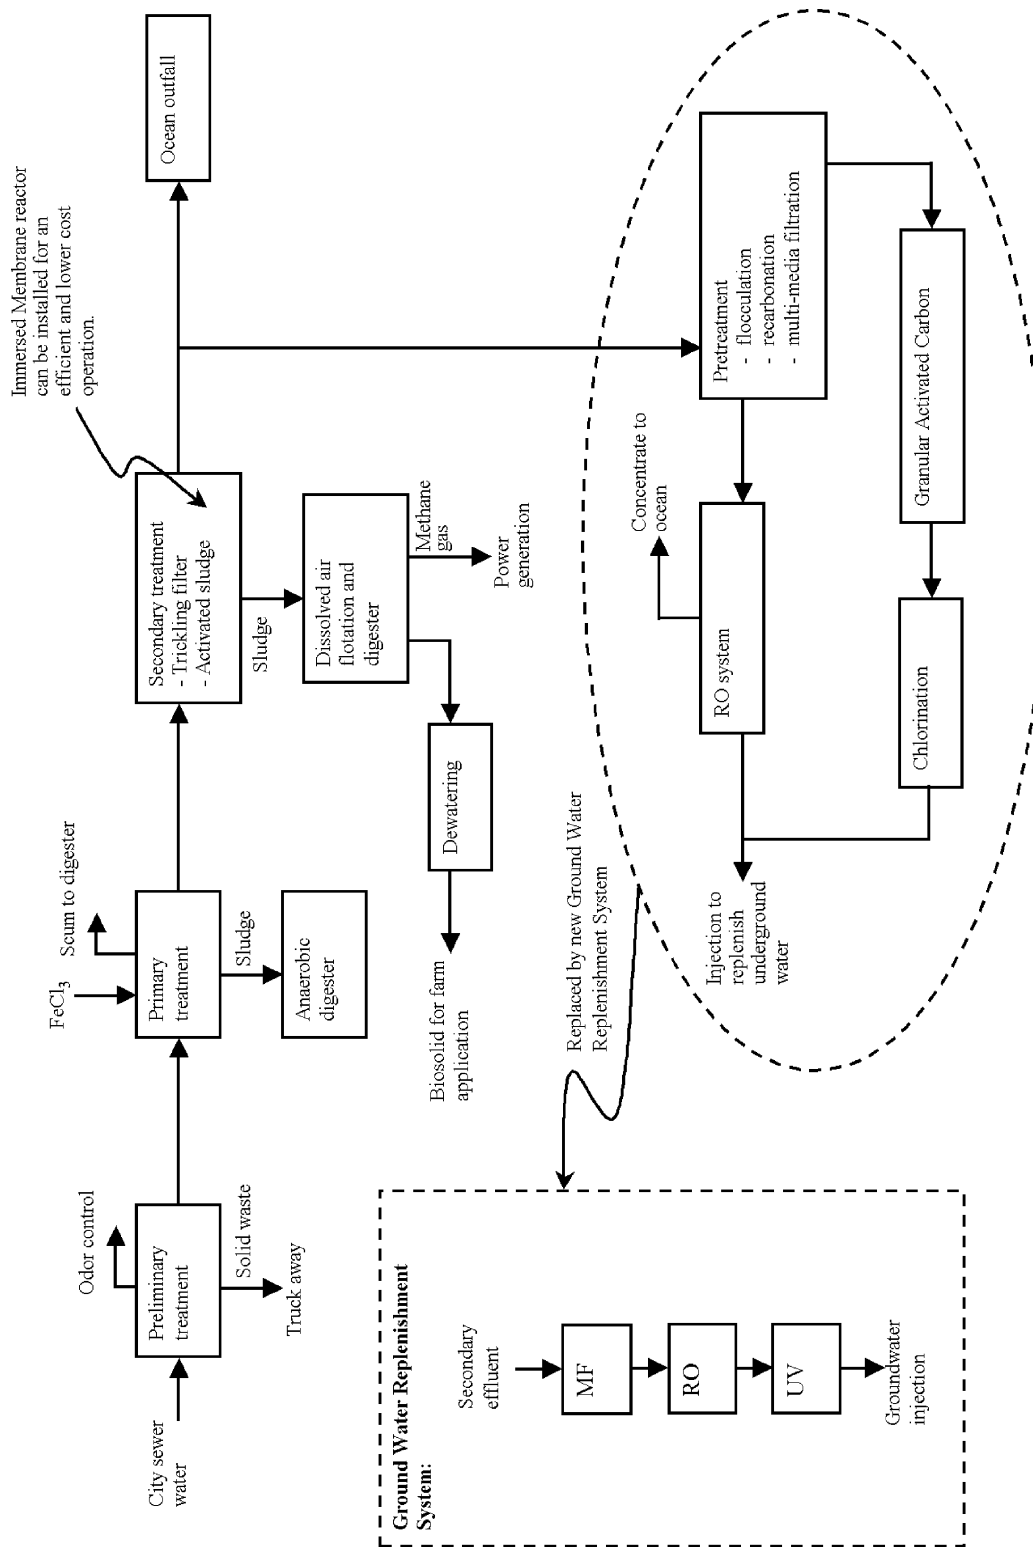 City sewer
water
Preliminary
treatment
Odor control
Solid waste
Truck away
FeCl3
Scum to digester
Primary
treatment
Sludge
Anaerobic
digester
Secondary treatment
- Trickling filter
- Activated sludge
Immersed Membrane reactor
can be installed for an
efficient and lower cost
operation.
Ocean outfall
Sludge
Dissolved air
flotation and
digester
Methane
gas
Power
generation
Dewatering
Biosolid for farm
application
Pretreatment
- flocculation
- recarbonation
- multi-media filtration
RO system
Concentrate to
ocean
Granular Activated Carbon
Chlorination
Injection to
replenish
underground
water
Replaced by new Ground Water
Replenishment System
Ground Water Replenishment
System:
Secondary
effluent
MF
RO
UV
Groundwater
injection